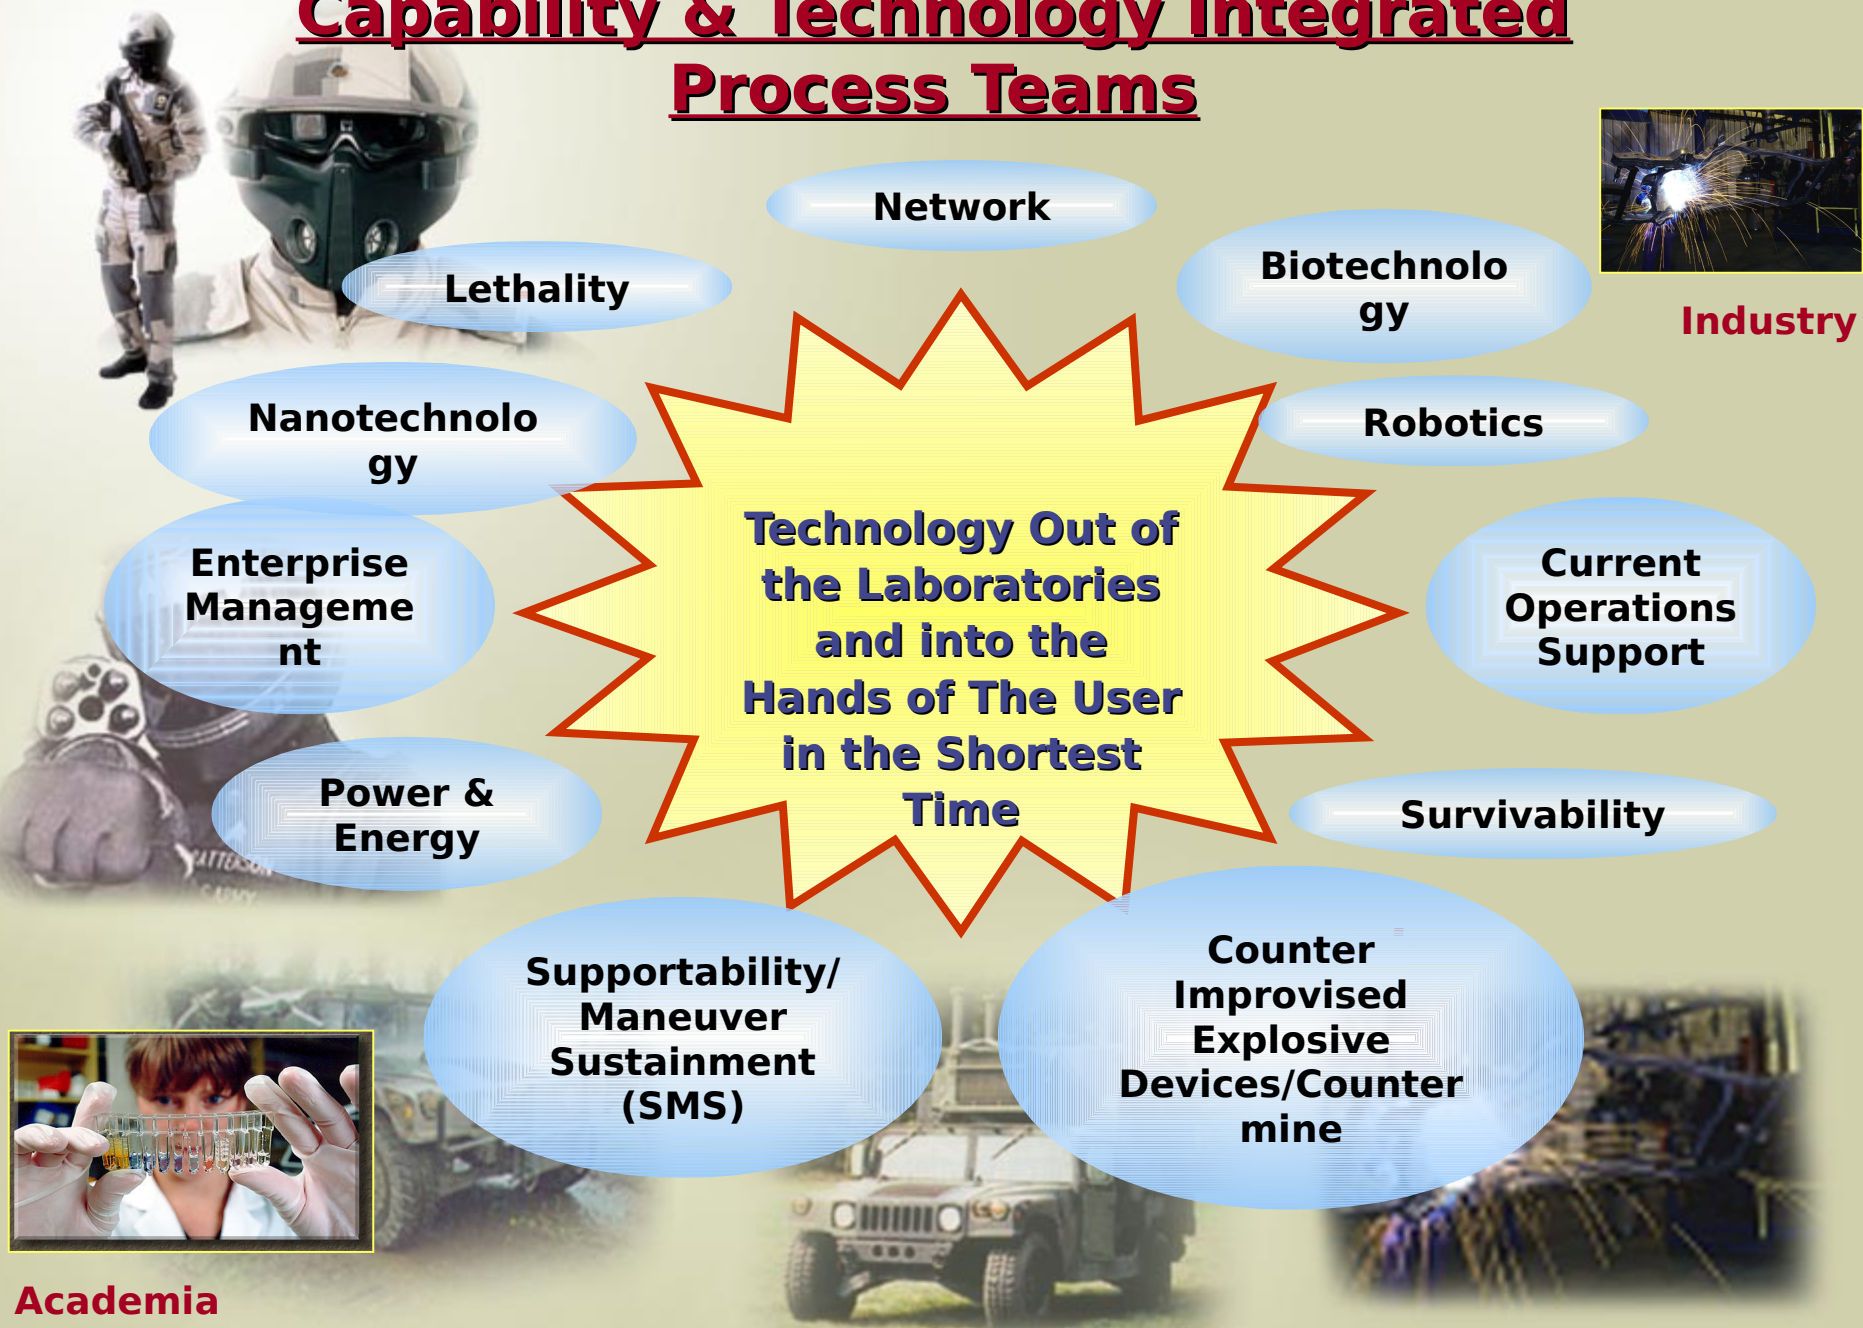 Capability & Technology Integrated
Process Teams
Network
Lethality
Biotechnolo
gy
Industry
Nanotechnolo
gy
Robotics
Enterprise
Manageme
nt
Technology Out of
the Laboratories
and into the
Hands of The User
in the Shortest
Time
Current
Operations
Support
Power &
Energy
Survivability
PATTERSON
U.S. ARMY
Supportability/
Maneuver
Sustainment
(SMS)
Counter
Improvised
Explosive
Devices/Counter
mine
Academia